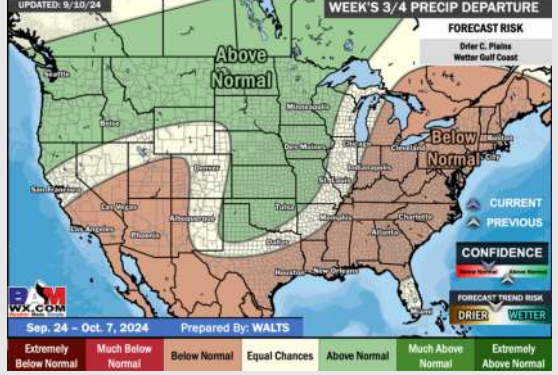 UPDATED: 9/10/24
WEEK'S 3/4 PRECIP DEPARTURE
FORECAST RISK
Drier C. Plains
Wetter Gulf Coast
Above
Normal
Seattle
Minneapolis
Boise
Below
Normal
Boston
Chicago
Cleveland
Des Moines
City
Indianapolis
Denver
St. Louis
San Francisco
Las Vegas
Tulsa
Memphis
Charlotte
Los Angeles
Albuquerque
Phoenix
Atlanta
Dallas
Houston
New Orleans
Miami
CURRENT
PREVIOUS
CONFIDENCE
Below Normal
Above Normal
FORECAST TREND RISK
DRIER
WETTER
BAM
WX.COM
Sep. 24 – Oct. 7, 2024
Prepared By: WALTS
Extremely
Below Normal
Much Below
Normal
Below Normal
Equal Chances
Above Normal
Much Above
Normal
Extremely
Above Normal